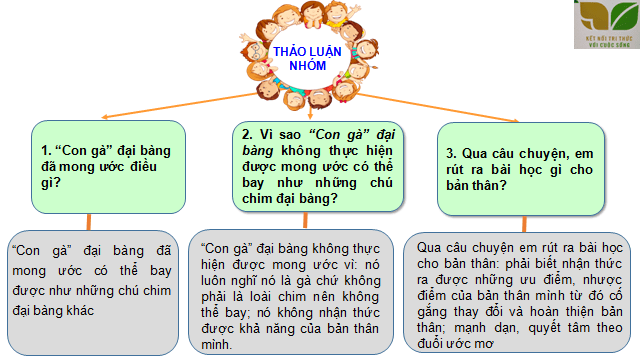 THẢO LUẬN
NHÓM
KẾT NỐI TRI THỨC
VỚI CUỘC SỐNG
1. “Con gà” đại bàng
đã mong ước điều
gì?
2. Vì sao “Con gà” đại
bàng không thực hiện
được mong ước có thể
bay như những chú
chim đại bàng?
3. Qua câu chuyện, em
rút ra bài học gì cho
bản thân?
“Con gà” đại bàng đã
mong ước có thể bay
được như những chú chim
đại bàng khác
“Con gà” đại bàng không thực
hiện được mong ước vì: nó
luôn nghĩ nó là gà chứ không
phải là loài chim nên không
thể bay; nó không nhận thức
được khả năng của bản thân
mình.
Qua câu chuyện em rút ra bài học
cho bản thân: phải biết nhận thức
ra được những ưu điểm, nhược
điểm của bản thân mình từ đó cố
gắng thay đổi và hoàn thiện bản
thân; mạnh dạn, quyết tâm theo
đuổi ước mơ